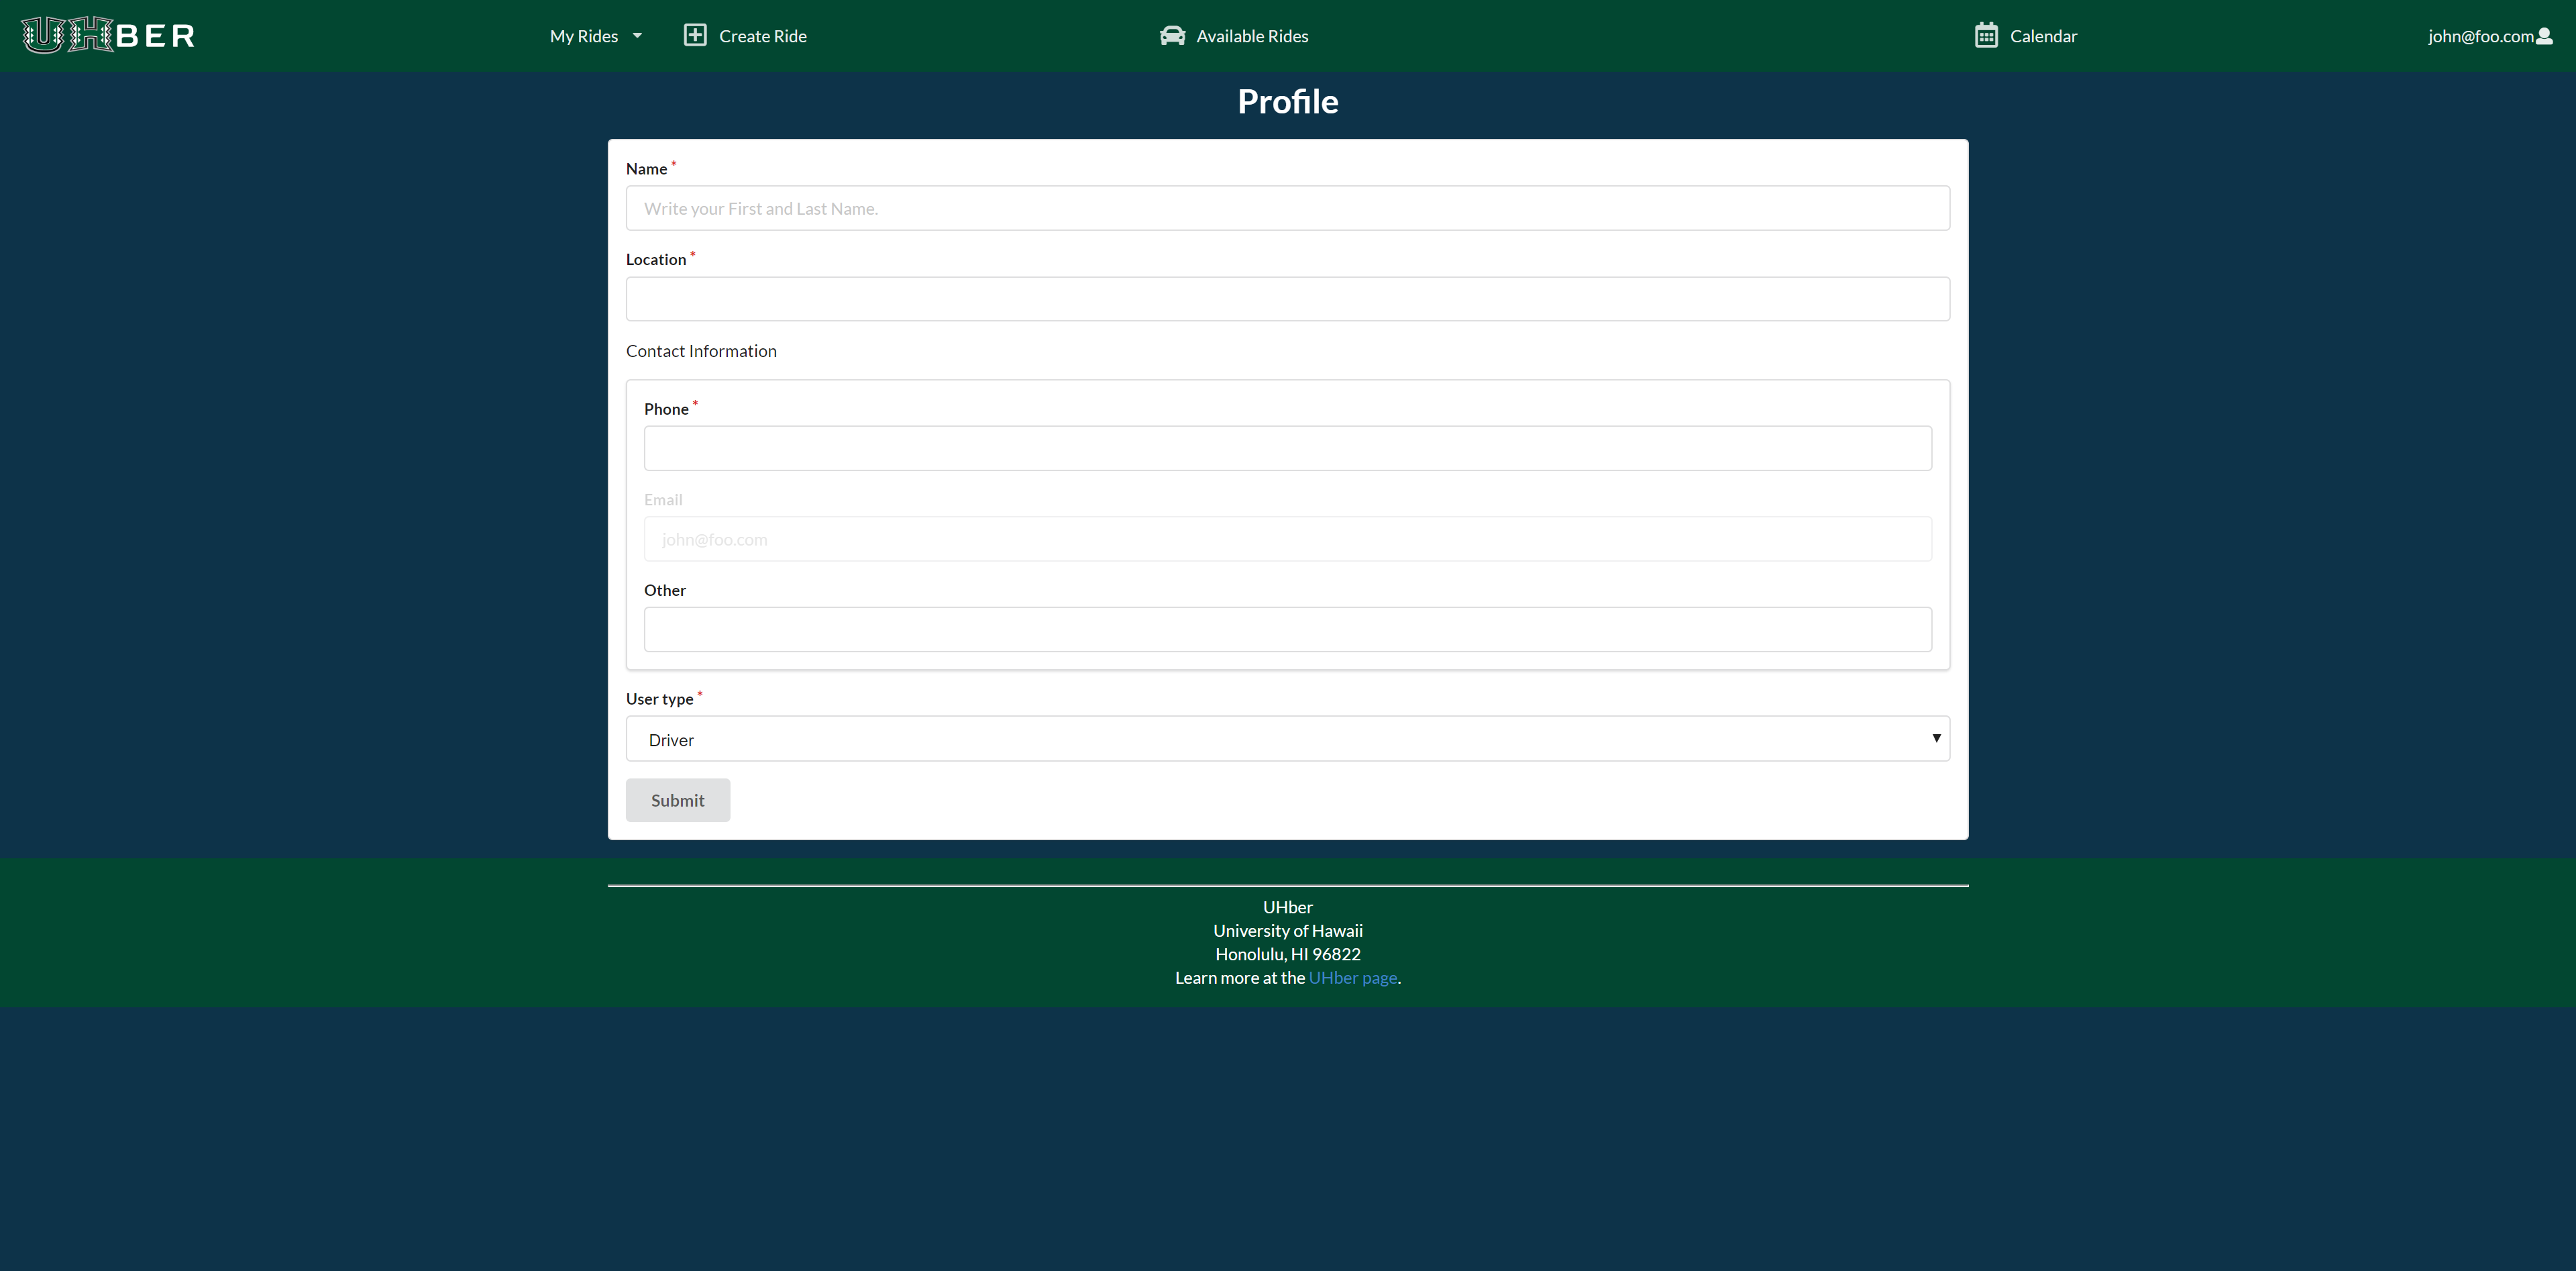 UHBER My Rides Create Ride Available Rides Calendar john@foo.com
Profile
Name *
Write your First and Last Name.
Location *
Contact Information
Phone *
Email
john@foo.com
Other
User type *
Driver
Submit
UHber
University of Hawaii
Honolulu, HI 96822
Learn more at the UHber page.